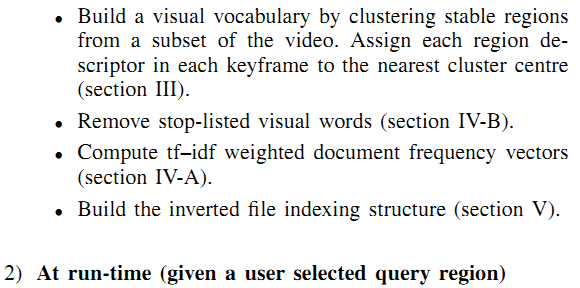 • Build a visual vocabulary by clustering stable regions
from a subset of the video. Assign each region de-
scriptor in each keyframe to the nearest cluster centre
(section III).
• Remove stop-listed visual words (section IV-B).
• Compute tf–idf weighted document frequency vectors
(section IV-A).
• Build the inverted file indexing structure (section V).
2) At run-time (given a user selected query region)